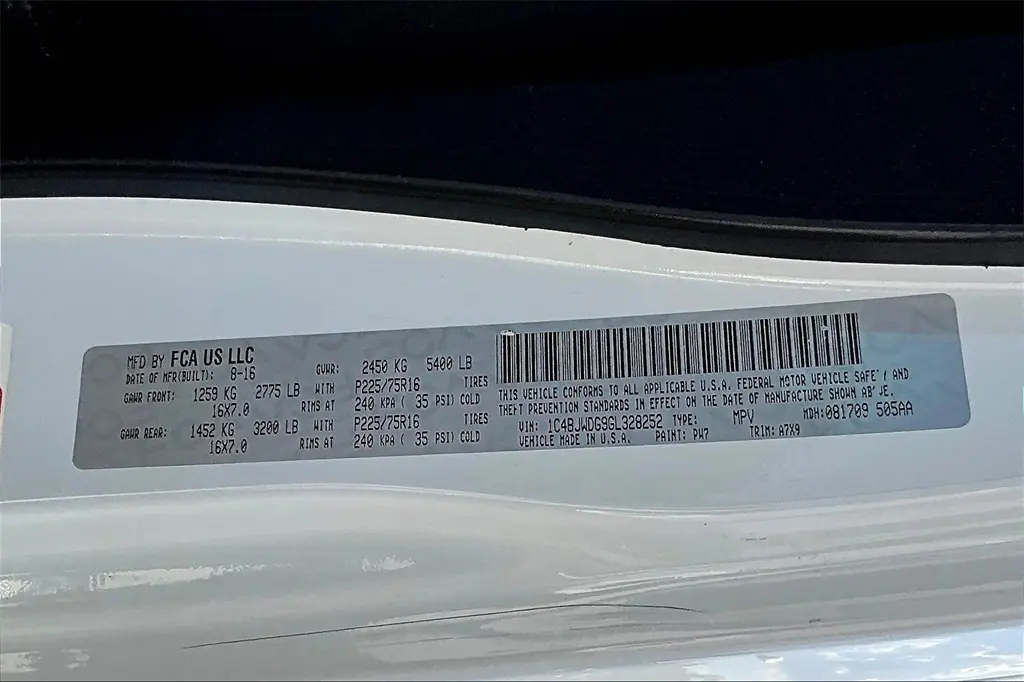 MFD BY FCA US LLC
DATE OF MFR(BUILT): 8-16 GVWR: 2450 KG 5400 LB
GAWR FRONT: 1259 KG 2775 LB WITH P225/75R16 TIRES
16X7.0 RIMS AT 240 KPA ( 35 PSI) COLD
GAWR REAR: 1452 KG 3200 LB WITH P225/75R16 TIRES
16X7.0 RIMS AT 240 KPA ( 35 PSI) COLD
THIS VEHICLE CONFORMS TO ALL APPLICABLE U.S.A. FEDERAL MOTOR VEHICLE SAFE ( AND
THEFT PREVENTION STANDARDS IN EFFECT ON THE DATE OF MANUFACTURE SHOWN AB'JE.
VIN: 1C4BJWDG9GL328252 TYPE: MPV MDH:081709 505AA
VEHICLE MADE IN U.S.A. PAINT: PW7 TRIM: A7X9